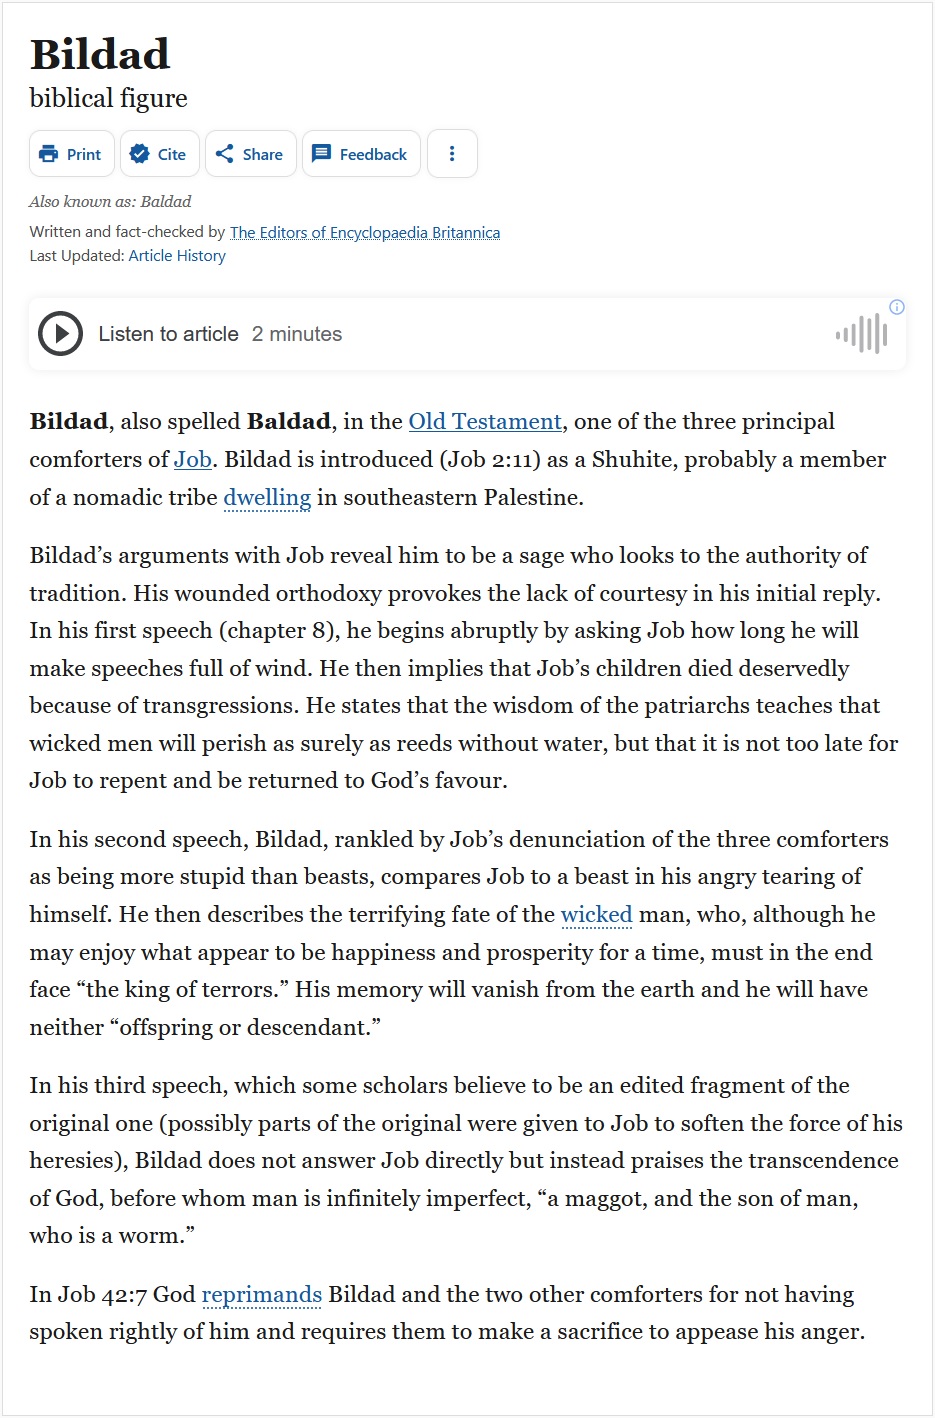 Bildad
biblical figure
Print Cite Share Feedback
Also known as: Baldad
Written and fact-checked by The Editors of Encyclopaedia Britannica
Last Updated: Article History
Listen to article 2 minutes
Bildad, also spelled Baldad, in the Old Testament, one of the three principal
comforters of Job. Bildad is introduced (Job 2:11) as a Shuhite, probably a member
of a nomadic tribe dwelling in southeastern Palestine.
Bildad’s arguments with Job reveal him to be a sage who looks to the authority of
tradition. His wounded orthodoxy provokes the lack of courtesy in his initial reply.
In his first speech (chapter 8), he begins abruptly by asking Job how long he will
make speeches full of wind. He then implies that Job’s children died deservedly
because of transgressions. He states that the wisdom of the patriarchs teaches that
wicked men will perish as surely as reeds without water, but that it is not too late for
Job to repent and be returned to God’s favour.
In his second speech, Bildad, rankled by Job’s denunciation of the three comforters
as being more stupid than beasts, compares Job to a beast in his angry tearing of
himself. He then describes the terrifying fate of the wicked man, who, although he
may enjoy what appear to be happiness and prosperity for a time, must in the end
face “the king of terrors.” His memory will vanish from the earth and he will have
neither “offspring or descendant.”
In his third speech, which some scholars believe to be an edited fragment of the
original one (possibly parts of the original were given to Job to soften the force of his
heresies), Bildad does not answer Job directly but instead praises the transcendence
of God, before whom man is infinitely imperfect, “a maggot, and the son of man,
who is a worm.”
In Job 42:7 God reprimands Bildad and the two other comforters for not having
spoken rightly of him and requires them to make a sacrifice to appease his anger.